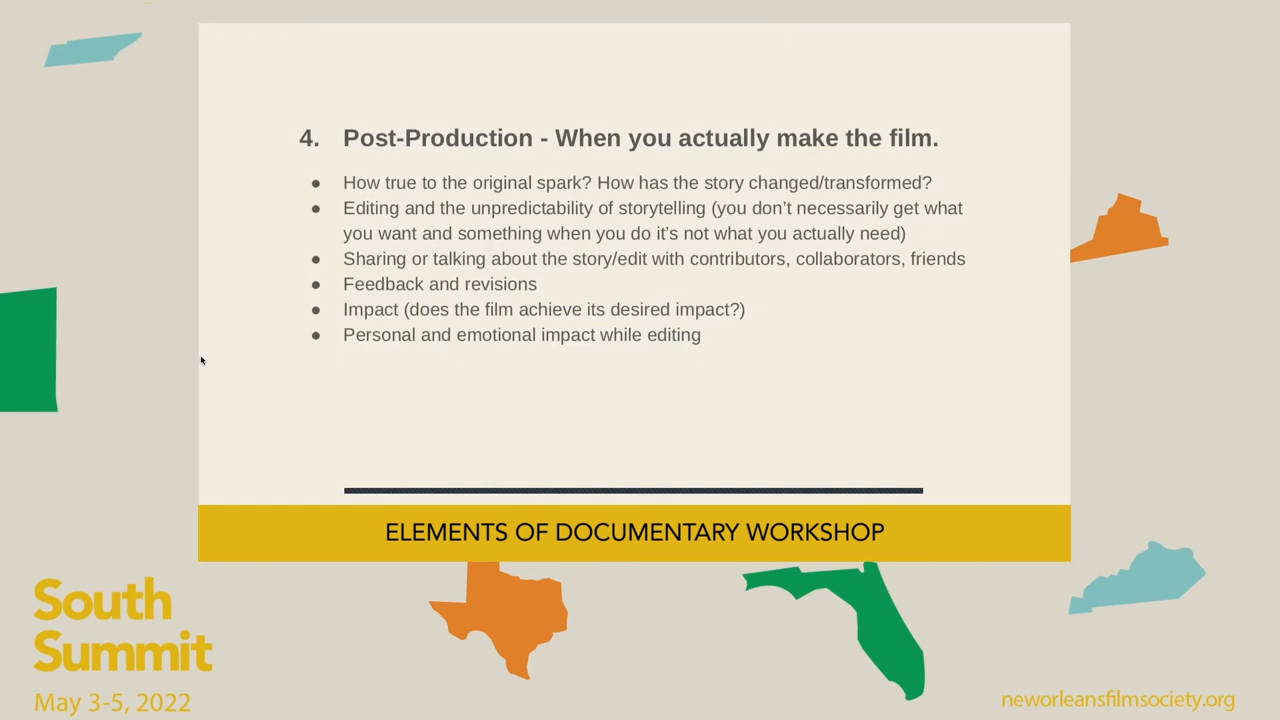 4. Post-Production - When you actually make the film.
● How true to the original spark? How has the story changed/transformed?
● Editing and the unpredictability of storytelling (you don’t necessarily get what
you want and something when you do it’s not what you actually need)
● Sharing or talking about the story/edit with contributors, collaborators, friends
● Feedback and revisions
● Impact (does the film achieve its desired impact?)
● Personal and emotional impact while editing
ELEMENTS OF DOCUMENTARY WORKSHOP
South
Summit
May 3-5, 2022
neworleansfilmsociety.org